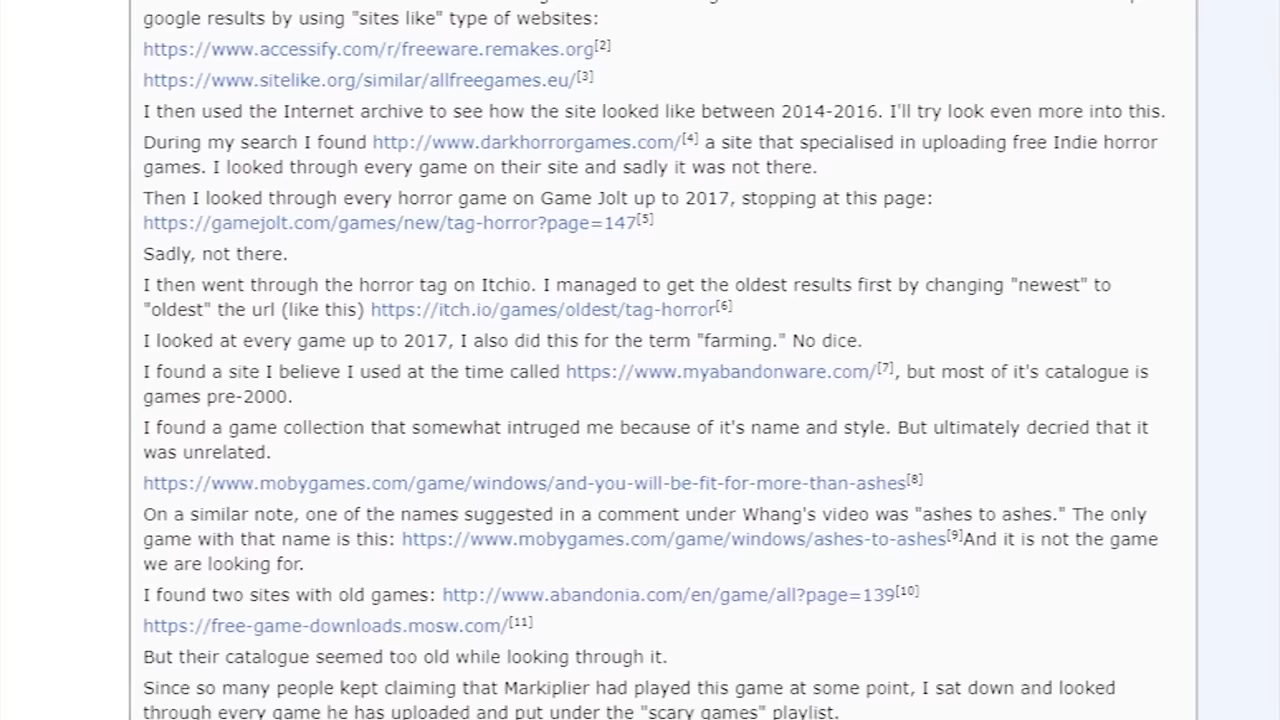 google results by using "sites like" type of websites:
https://www.accessify.com/r/freeware.remakes.org[2]
https://www.sitelike.org/similar/allfreegames.eu/[3]
I then used the Internet archive to see how the site looked like between 2014-2016. I'll try look even more into this.
During my search I found http://www.darkhorrorgames.com/[4] a site that specialised in uploading free Indie horror
games. I looked through every game on their site and sadly it was not there.
Then I looked through every horror game on Game Jolt up to 2017, stopping at this page:
https://gamejolt.com/games/new/tag-horror?page=147[5]
Sadly, not there.
I then went through the horror tag on Itchio. I managed to get the oldest results first by changing "newest" to
"oldest" the url (like this) https://itch.io/games/oldest/tag-horror[6]
I looked at every game up to 2017, I also did this for the term "farming." No dice.
I found a site I believe I used at the time called https://www.myabandonware.com/[7], but most of it's catalogue is
games pre-2000.
I found a game collection that somewhat intruged me because of it's name and style. But ultimately decried that it
was unrelated.
https://www.mobygames.com/game/windows/and-you-will-be-fit-for-more-than-ashes[8]
On a similar note, one of the names suggested in a comment under Whang's video was "ashes to ashes." The only
game with that name is this: https://www.mobygames.com/game/windows/ashes-to-ashes[9]And it is not the game
we are looking for.
I found two sites with old games: http://www.abandonia.com/en/game/all?page=139[10]
https://free-game-downloads.mosw.com/[11]
But their catalogue seemed too old while looking through it.
Since so many people kept claiming that Markiplier had played this game at some point, I sat down and looked
through every game he has uploaded and put under the "scary games" playlist.